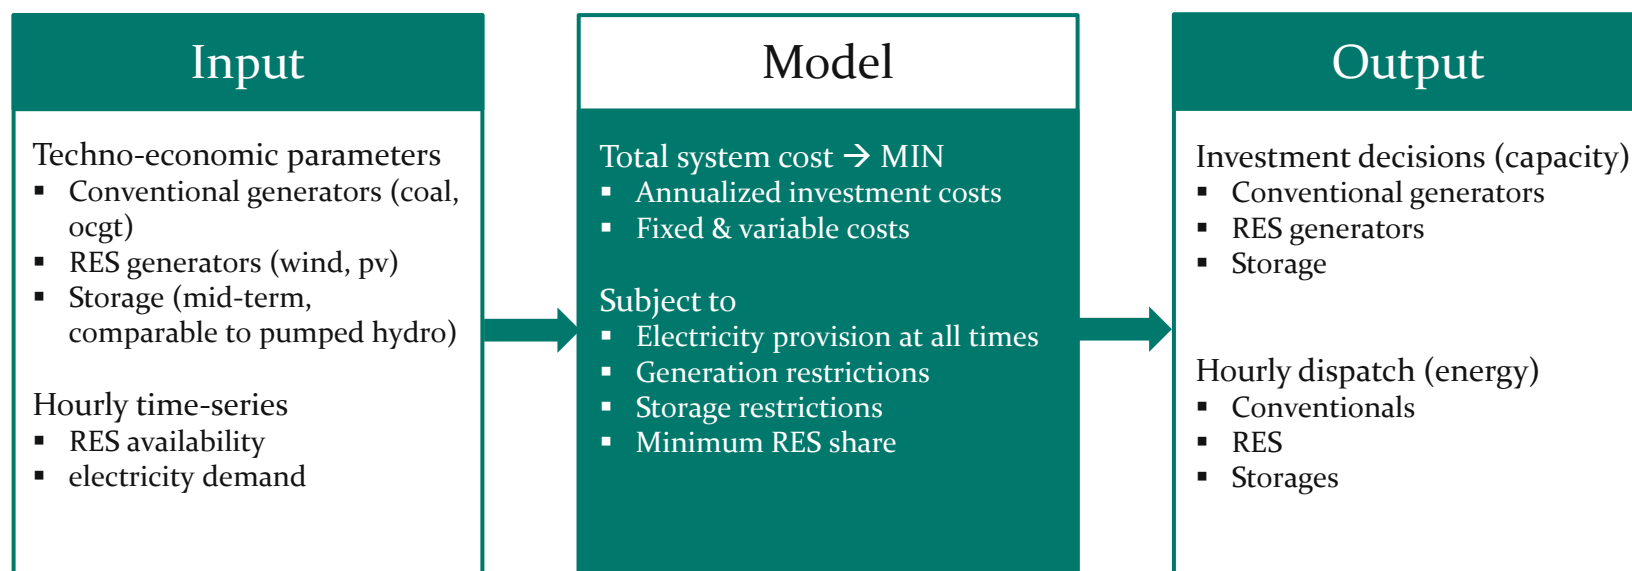 Input
Techno-economic parameters
▪ Conventional generators (coal,
ocgt)
▪ RES generators (wind, pv)
▪ Storage (mid-term,
comparable to pumped hydro)
Hourly time-series
▪ RES availability
▪ electricity demand
Model
Total system cost → MIN
▪ Annualized investment costs
▪ Fixed & variable costs
Subject to
▪ Electricity provision at all times
▪ Generation restrictions
▪ Storage restrictions
▪ Minimum RES share
Output
Investment decisions (capacity)
▪ Conventional generators
▪ RES generators
▪ Storage
Hourly dispatch (energy)
▪ Conventionals
▪ RES
▪ Storages